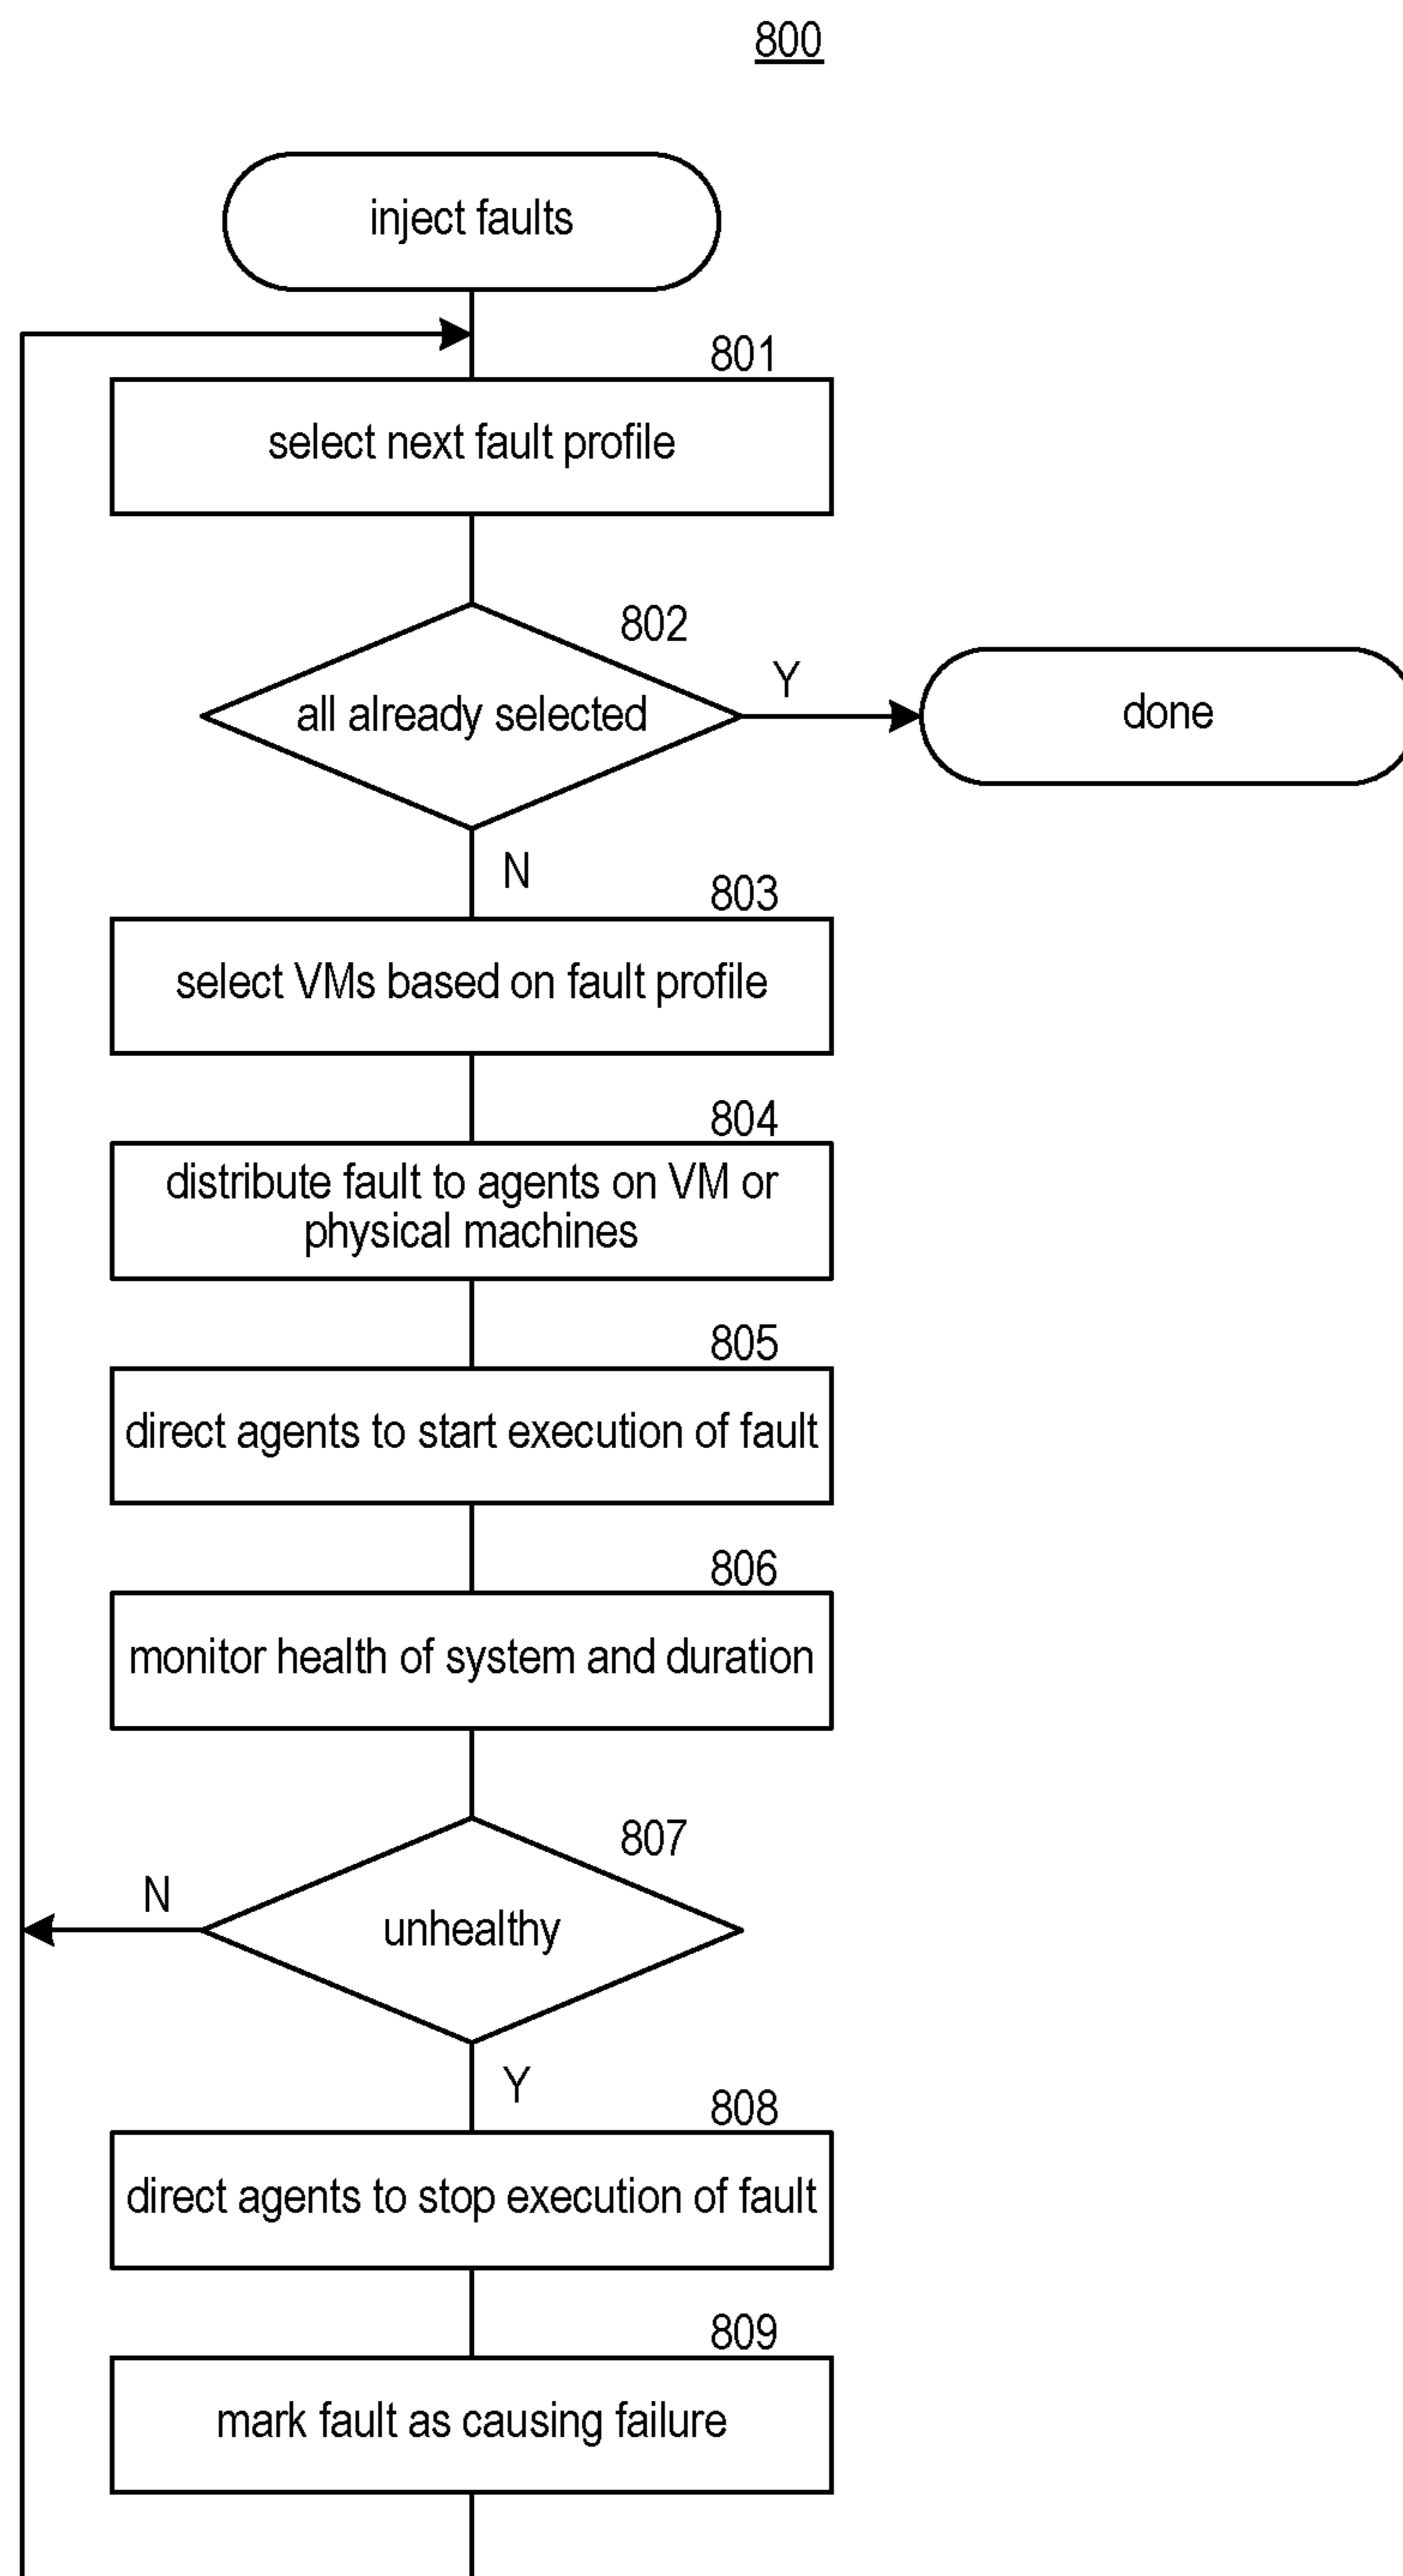 800
inject faults
801
select next fault profile
802
all already selected
Y
done
N
803
select VMs based on fault profile
804
distribute fault to agents on VM or
physical machines
805
direct agents to start execution of fault
806
monitor health of system and duration
807
N
unhealthy
Y
808
direct agents to stop execution of fault
809
mark fault as causing failure